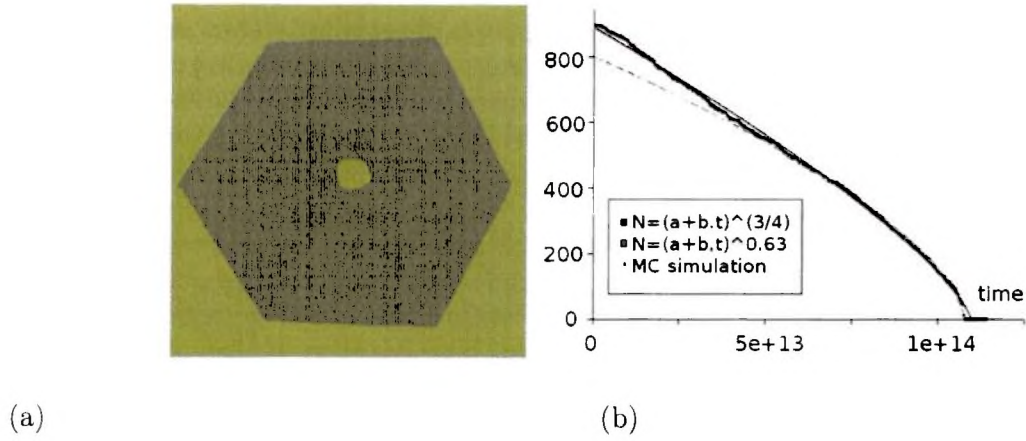 800
600
400
200
0
N=(a+b.t)^(3/4)
N=(a+b.t)^0.63
MC simulation
time
0
5e+13
1e+14
(a)
(b)